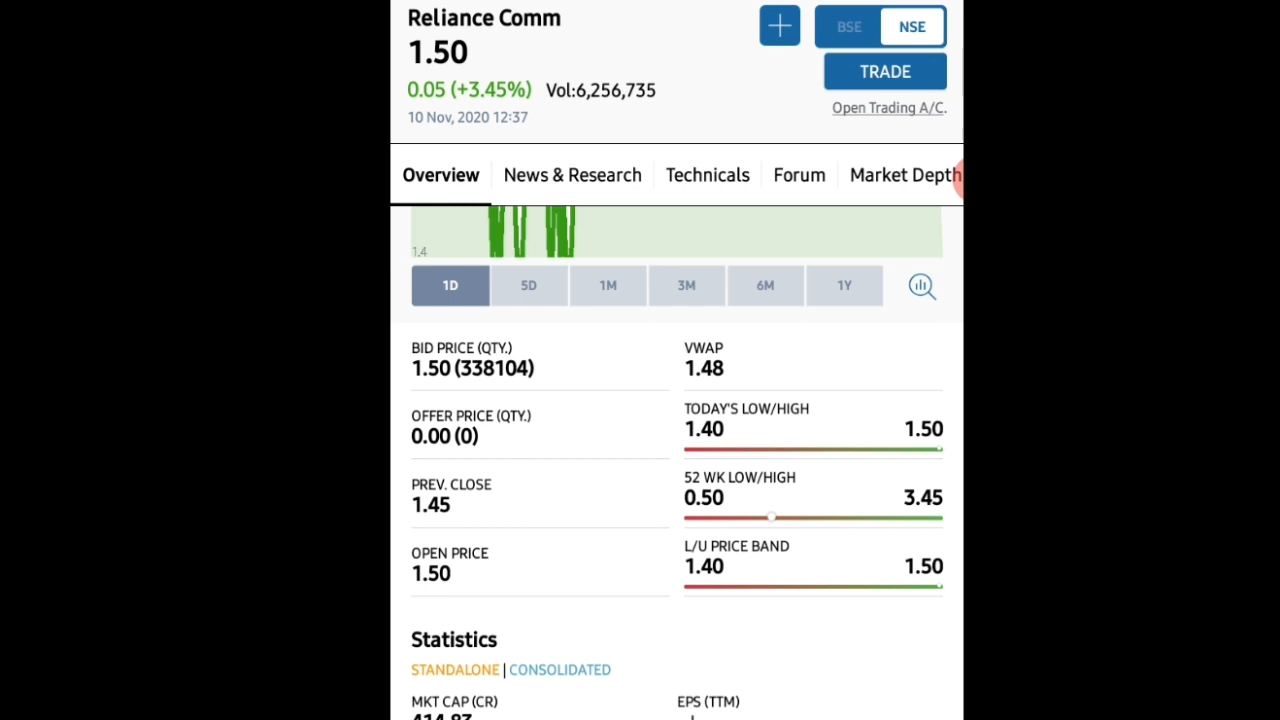 Reliance Comm
1.50
0.05 (+3.45%) Vol:6,256,735
10 Nov, 2020 12:37
BSE NSE
TRADE
Open Trading A/C.
Overview News & Research Technicals Forum Market Depth
1.4
1D 5D 1M 3M 6M 1Y
BID PRICE (QTY.)
1.50 (338104)
VWAP
1.48
OFFER PRICE (QTY.)
0.00 (0)
TODAY'S LOW/HIGH
1.40 1.50
PREV. CLOSE
1.45
52 WK LOW/HIGH
0.50 3.45
OPEN PRICE
1.50
L/U PRICE BAND
1.40 1.50
Statistics
STANDALONE | CONSOLIDATED
MKT CAP (CR)
EPS (TTM)